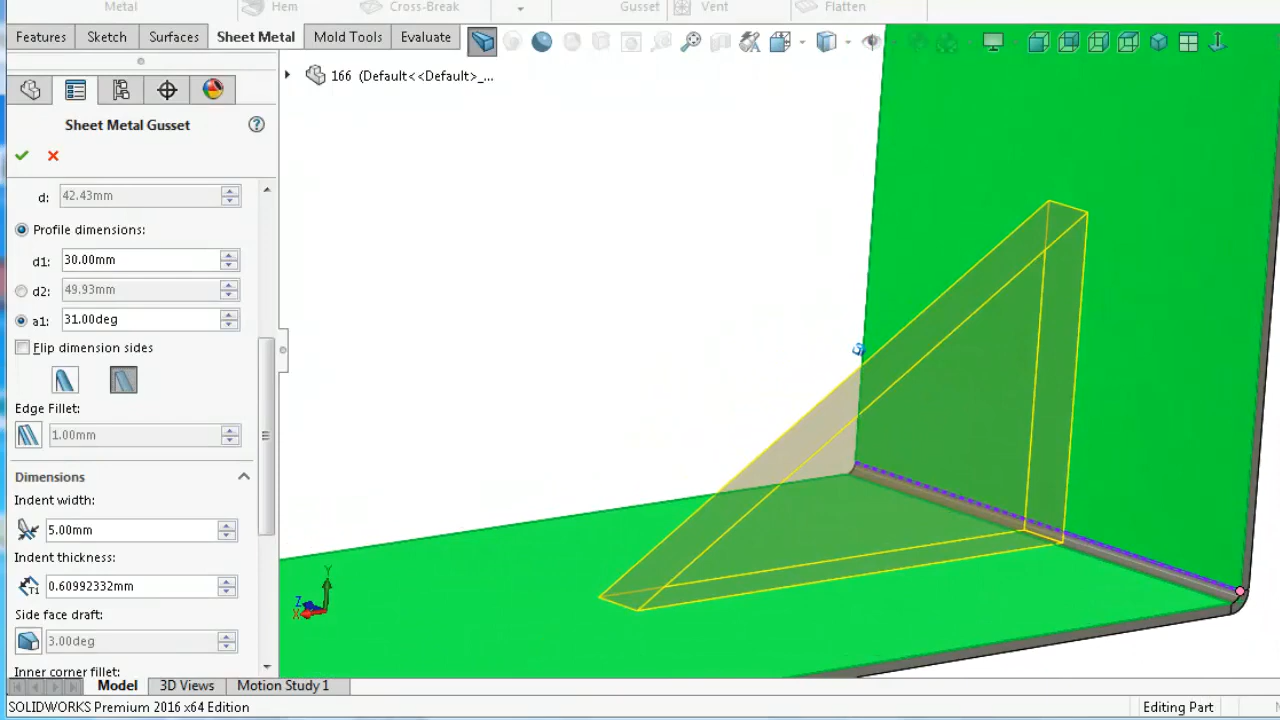 Metal
Hem
Cross-Break
Gusset
Vent
Flatten
Features
Sketch
Surfaces
Sheet Metal
Mold Tools
Evaluate
166 (Default<<Default>_...
Sheet Metal Gusset
d: 42.43mm
Profile dimensions:
d1: 30.00mm
d2: 49.93mm
a1: 31.00deg
Flip dimension sides
Edge Fillet:
1.00mm
Dimensions
Indent width:
5.00mm
Indent thickness:
T1 0.60992332mm
Side face draft:
3.00deg
Inner corner fillet:
Y
Z
X
Model
3D Views
Motion Study 1
SOLIDWORKS Premium 2016 x64 Edition
Editing Part